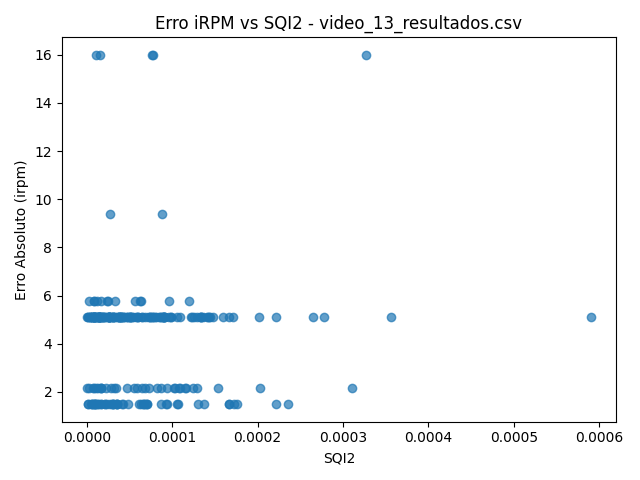 Erro iRPM vs SQI2 - video_13_resultados.csv
Erro Absoluto (irpm)
16
14
12
10
8
6
4
2
0.0000 0.0001 0.0002 0.0003 0.0004 0.0005 0.0006
SQI2